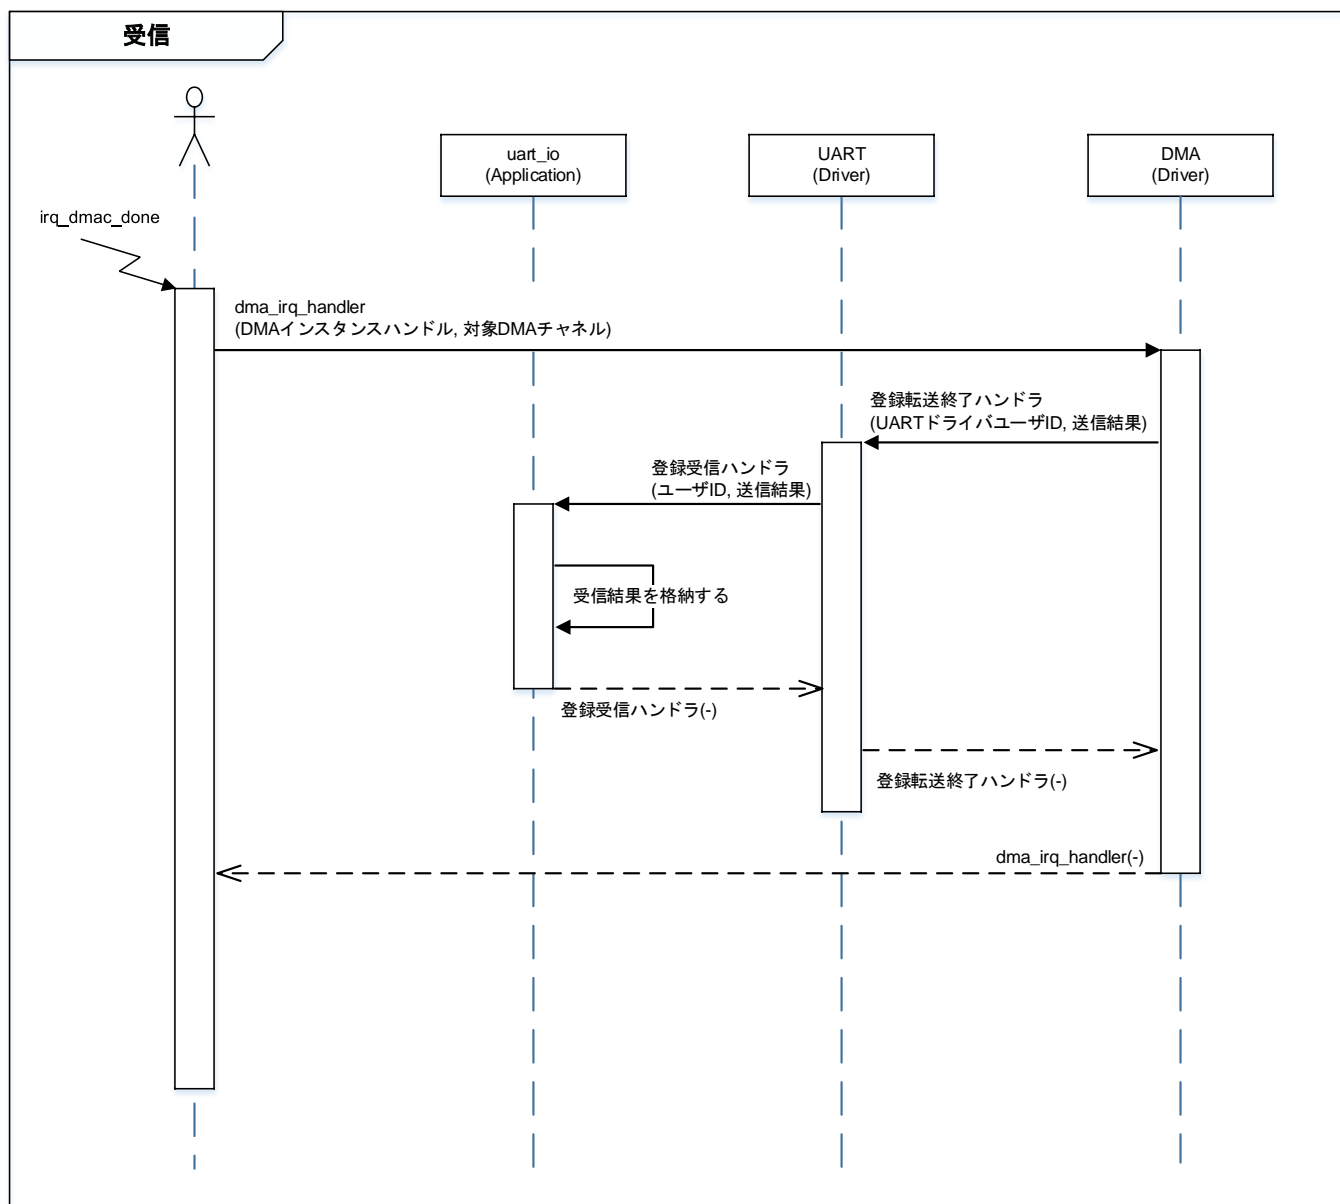 受信
uart_io
(Application)
UART
(Driver)
DMA
(Driver)
irq_dmac_done
dma_irq_handler
(DMAインスタンスハンドル, 対象DMAチャネル)
登録転送終了ハンドラ
(UARTドライバユーザID, 送信結果)
登録受信ハンドラ
(ユーザID, 送信結果)
受信結果を格納する
登録受信ハンドラ(-)
登録転送終了ハンドラ(-)
dma_irq_handler(-)